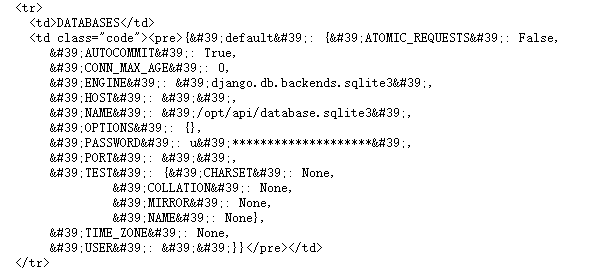 <tr>
<td>DATABASES</td>
<td class="code"><pre>{&#39;default&#39;: {&#39;ATOMIC_REQUESTS&#39;: False,
&#39;AUTOCOMMIT&#39;: True,
&#39;CONN_MAX_AGE&#39;: 0,
&#39;ENGINE&#39;: &#39;django.db.backends.sqlite3&#39;,
&#39;HOST&#39;: &#39;&#39;,
&#39;NAME&#39;: &#39;/opt/api/database.sqlite3&#39;,
&#39;OPTIONS&#39;: {},
&#39;PASSWORD&#39;: u&#39;********************&#39;,
&#39;PORT&#39;: &#39;&#39;,
&#39;TEST&#39;: {&#39;CHARSET&#39;: None,
&#39;COLLATION&#39;: None,
&#39;MIRROR&#39;: None,
&#39;NAME&#39;: None},
&#39;TIME_ZONE&#39;: None,
&#39;USER&#39;: &#39;&#39;}}</pre></td>
</tr>